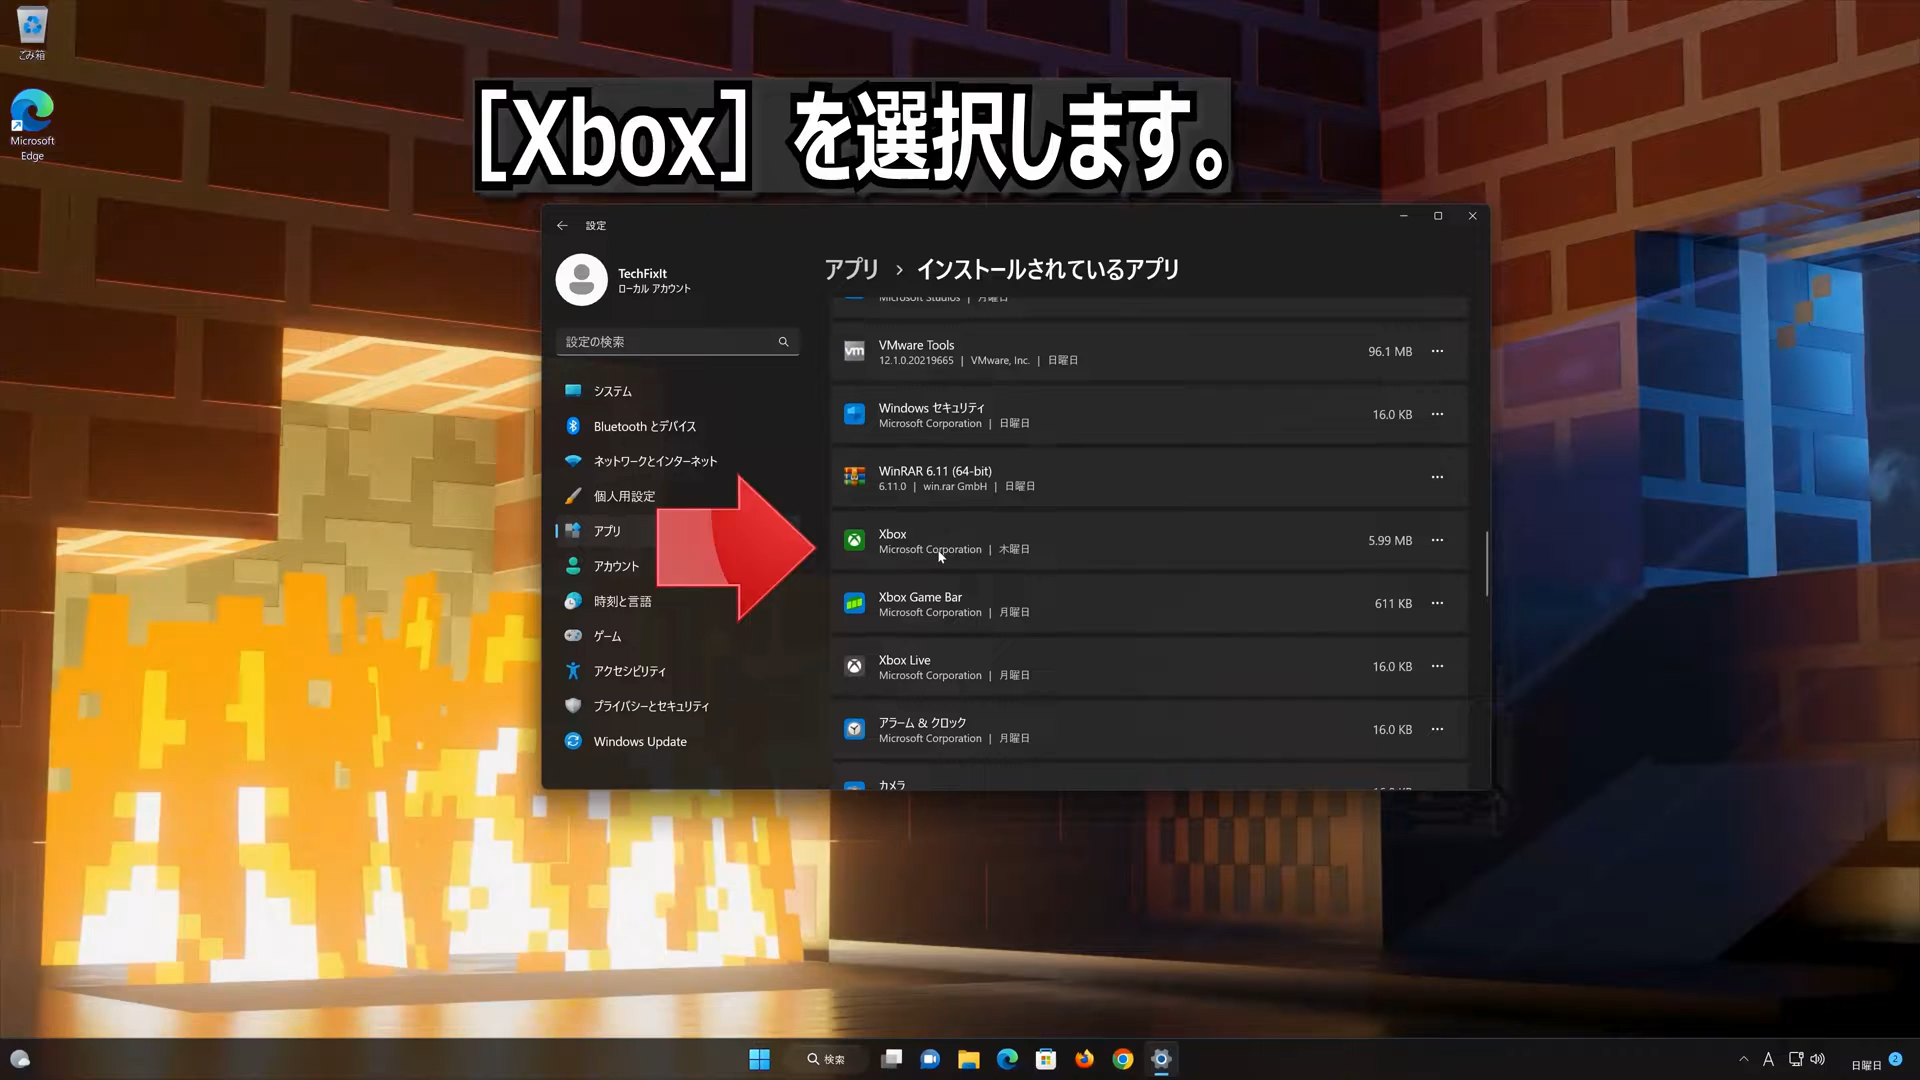 ごみ箱
Microsoft
Edge
［Xbox］を選択します。
設定
TechFixIt
ローカル アカウント
設定の検索
システム
Bluetooth とデバイス
ネットワークとインターネット
個人用設定
アプリ
アカウント
時刻と言語
ゲーム
アクセシビリティ
プライバシーとセキュリティ
Windows Update
アプリ › インストールされているアプリ
Microsoft Studios | 月曜日
VMware Tools
12.1.0.20219665 | VMware, Inc. | 日曜日
96.1 MB
Windows セキュリティ
Microsoft Corporation | 日曜日
16.0 KB
WinRAR 6.11 (64-bit)
6.11.0 | win.rar GmbH | 日曜日
Xbox
Microsoft Corporation | 木曜日
5.99 MB
Xbox Game Bar
Microsoft Corporation | 月曜日
611 KB
Xbox Live
Microsoft Corporation | 月曜日
16.0 KB
アラーム & クロック
Microsoft Corporation | 月曜日
16.0 KB
カメラ
検索
A
日曜日
2